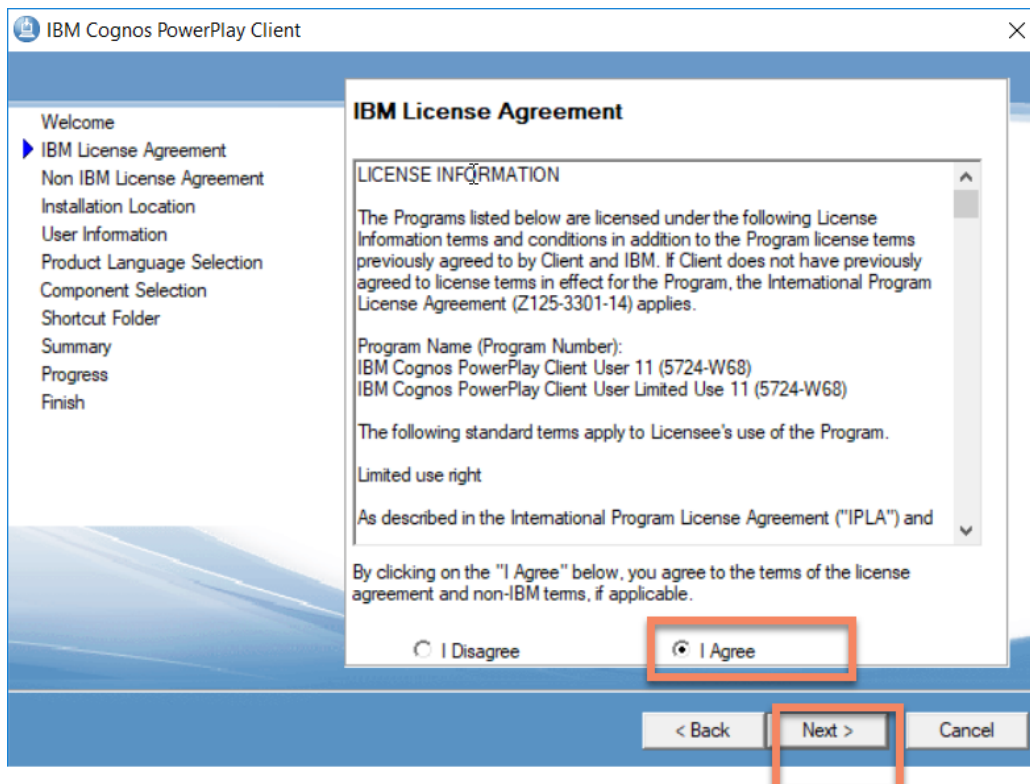 IBM Cognos PowerPlay Client
Welcome
IBM License Agreement
Non IBM License Agreement
Installation Location
User Information
Product Language Selection
Component Selection
Shortcut Folder
Summary
Progress
Finish
IBM License Agreement
LICENSE INFORMATION
The Programs listed below are licensed under the following License
Information terms and conditions in addition to the Program license terms
previously agreed to by Client and IBM. If Client does not have previously
agreed to license terms in effect for the Program, the International Program
License Agreement (Z125-3301-14) applies.
Program Name (Program Number):
IBM Cognos PowerPlay Client User 11 (5724-W68)
IBM Cognos PowerPlay Client User Limited Use 11 (5724-W68)
The following standard terms apply to Licensee's use of the Program.
Limited use right
As described in the International Program License Agreement ("IPLA") and
By clicking on the "I Agree" below, you agree to the terms of the license
agreement and non-IBM terms, if applicable.
I Disagree
I Agree
< Back
Next >
Cancel